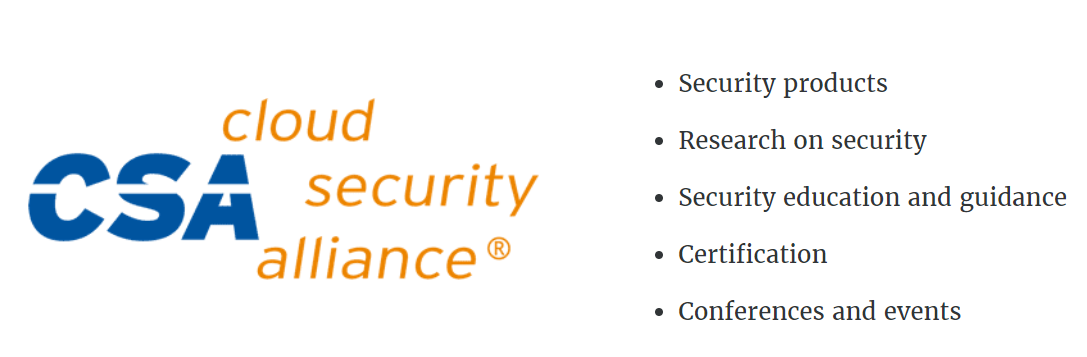 cloud
CSA security
alliance®
• Security products
• Research on security
• Security education and guidance
• Certification
• Conferences and events